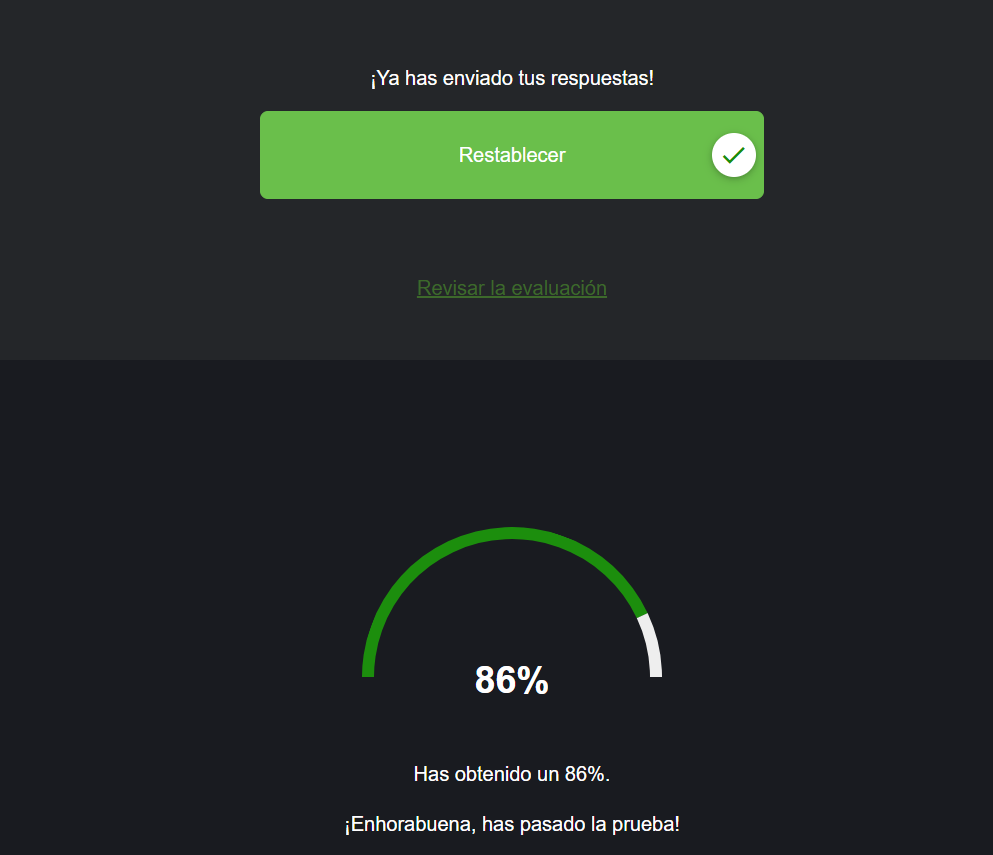 ¡Ya has enviado tus respuestas!
Restablecer
Revisar la evaluación
86%
Has obtenido un 86%.
¡Enhorabuena, has pasado la prueba!